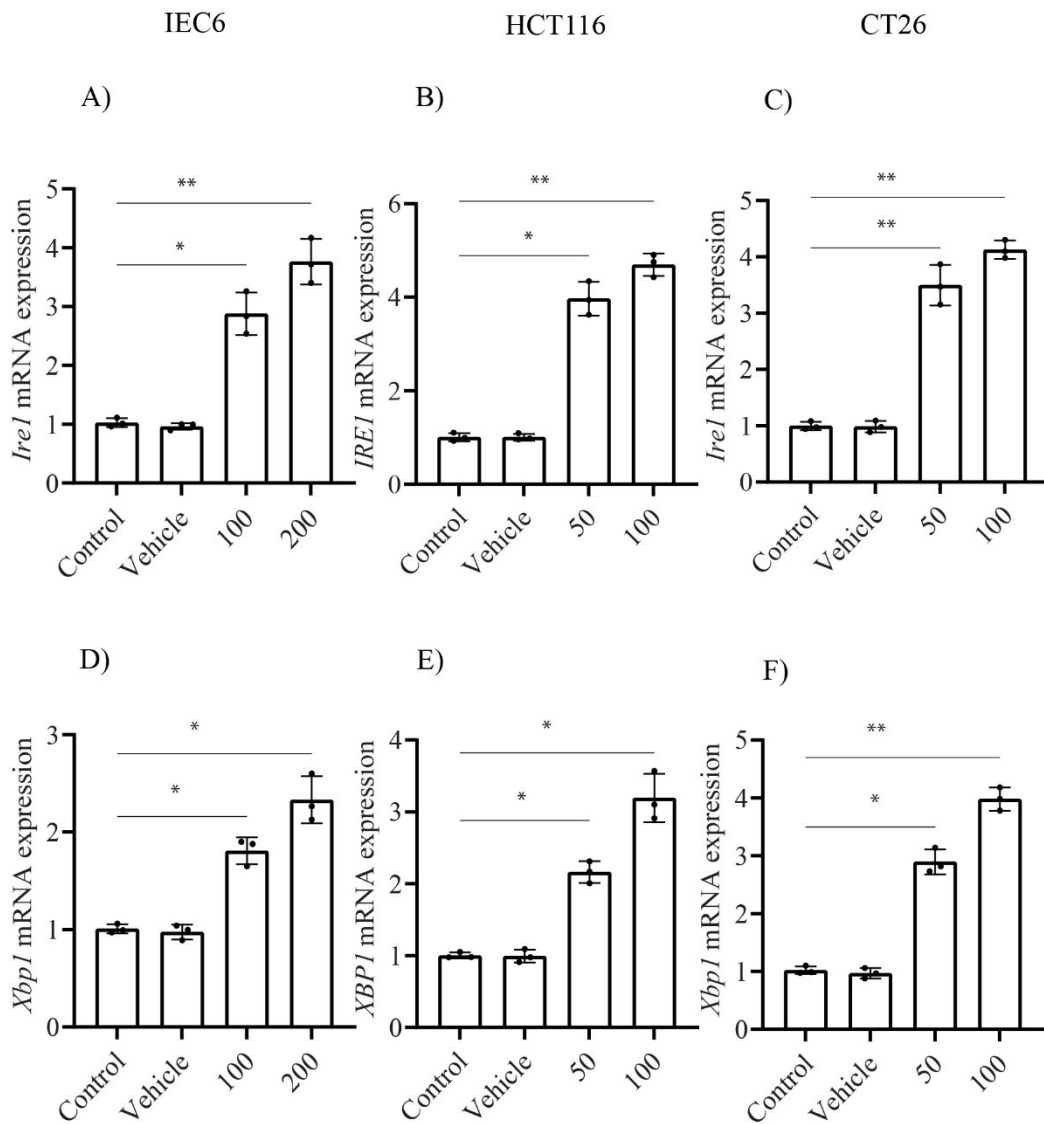 IEC6 HCT116 CT26
A) B) C)
Ire1 mRNA expression
5
4
3
2
1
0
**
*
Control Vehicle 100 200
IRE1 mRNA expression
6
4
2
0
**
*
Control Vehicle 50 100
Ire1 mRNA expression
5
4
3
2
1
0
**
**
Control Vehicle 50 100
D) E) F)
Xbp1 mRNA expression
3
2
1
0
*
*
Control Vehicle 100 200
XBP1 mRNA expression
4
3
2
1
0
*
*
Control Vehicle 50 100
Xbp1 mRNA expression
5
4
3
2
1
0
**
*
Control Vehicle 50 100